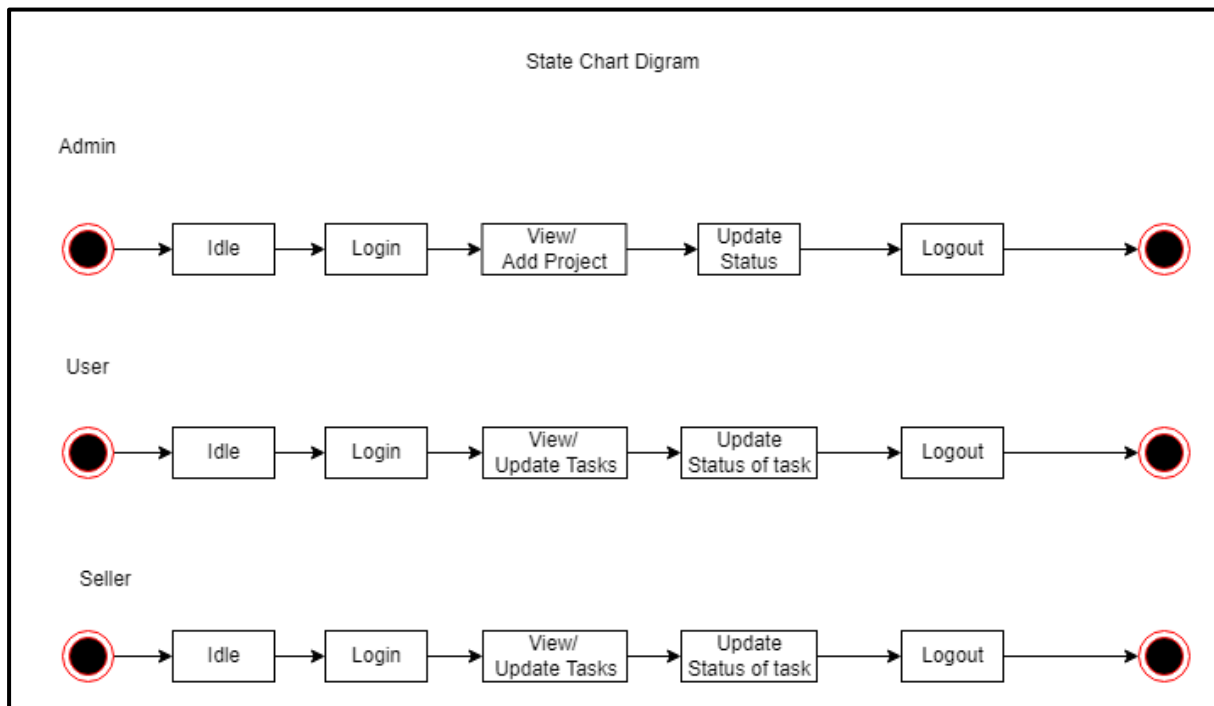 State Chart Digram
Admin
Idle
Login
View/
Add Project
Update
Status
Logout
User
Idle
Login
View/
Update Tasks
Update
Status of task
Logout
Seller
Idle
Login
View/
Update Tasks
Update
Status of task
Logout